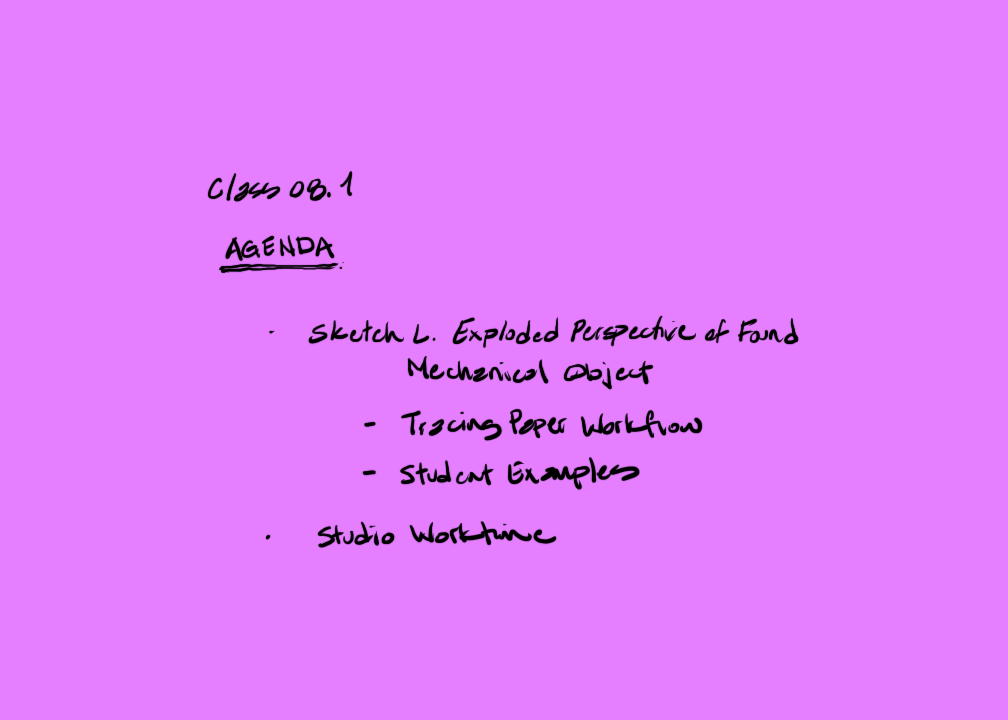 Class 08.1
AGENDA
· Sketch L. Exploded Perspective of Found
Mechanical Object
- Tracing Paper Workflow
- Student Examples
· Studio Worktime